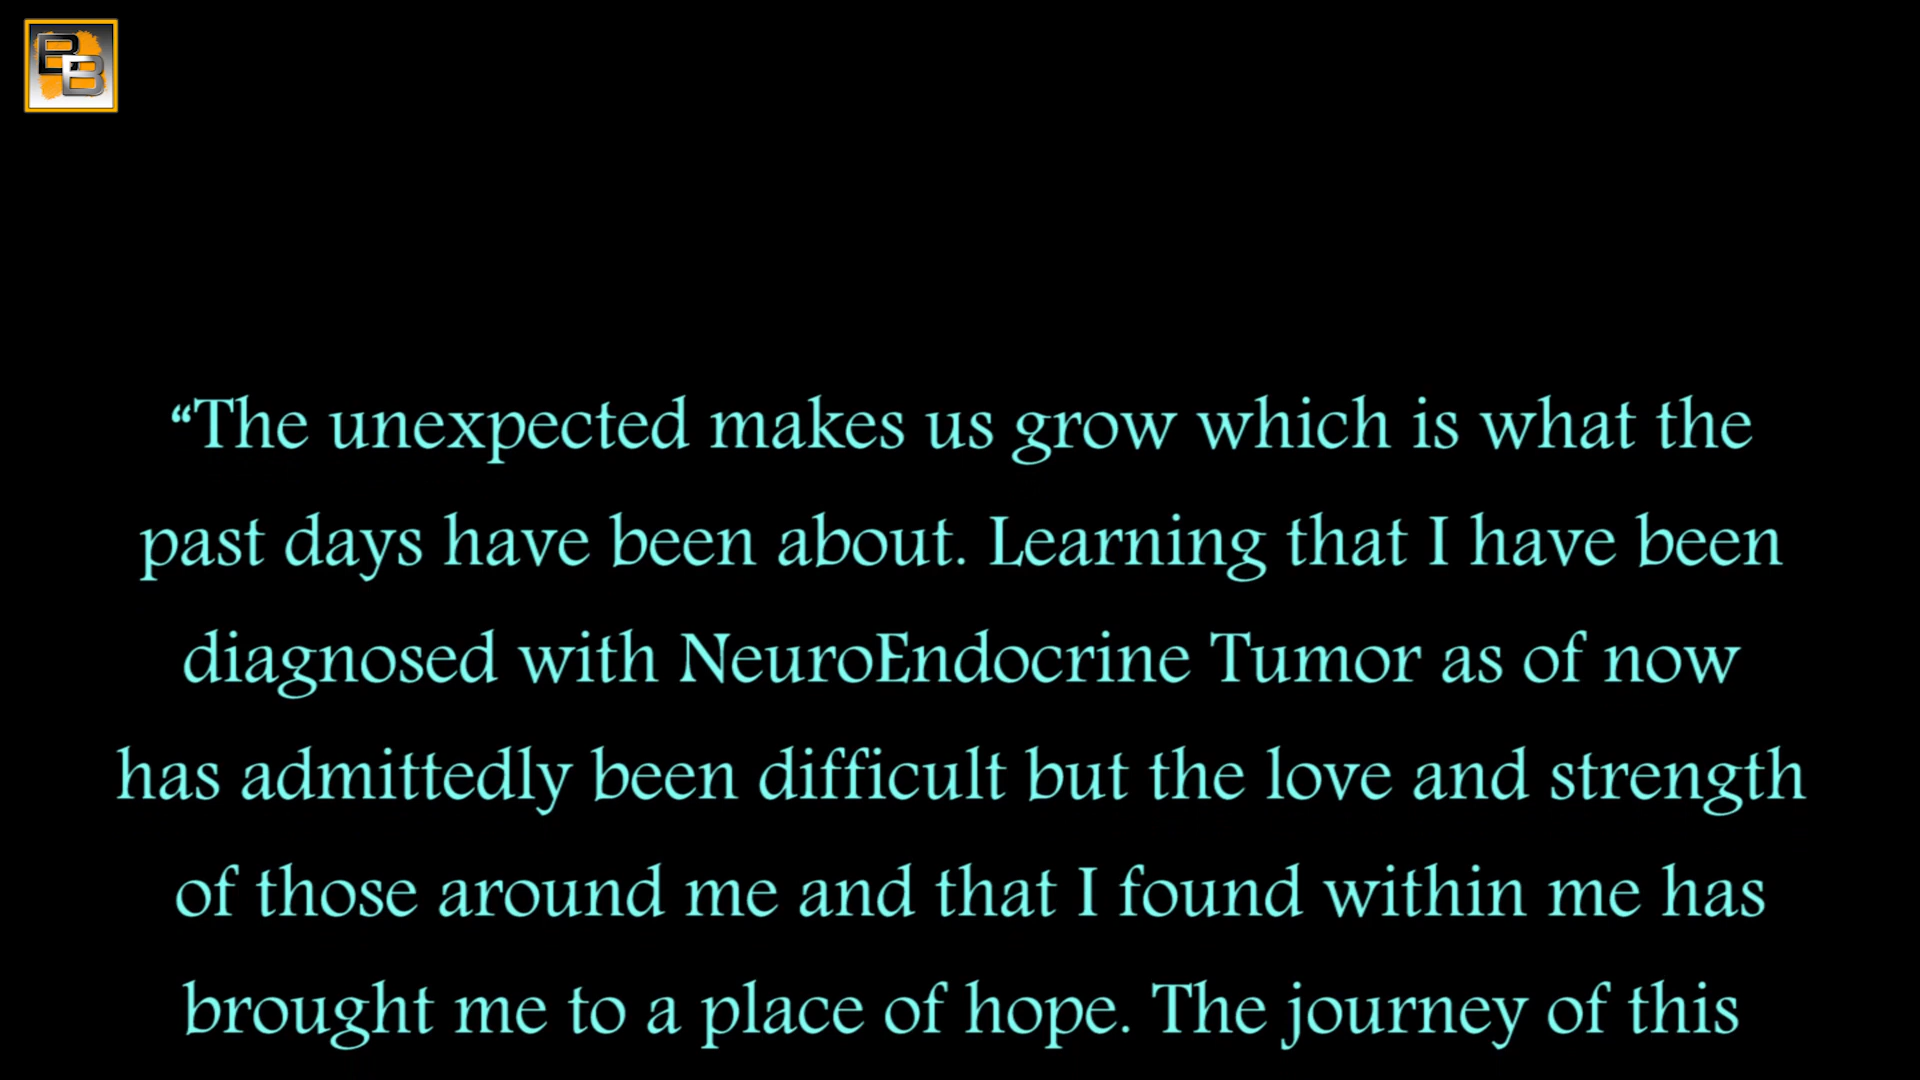 BB
“The unexpected makes us grow which is what the
past days have been about. Learning that I have been
diagnosed with NeuroEndocrine Tumor as of now
has admittedly been difficult but the love and strength
of those around me and that I found within me has
brought me to a place of hope. The journey of this